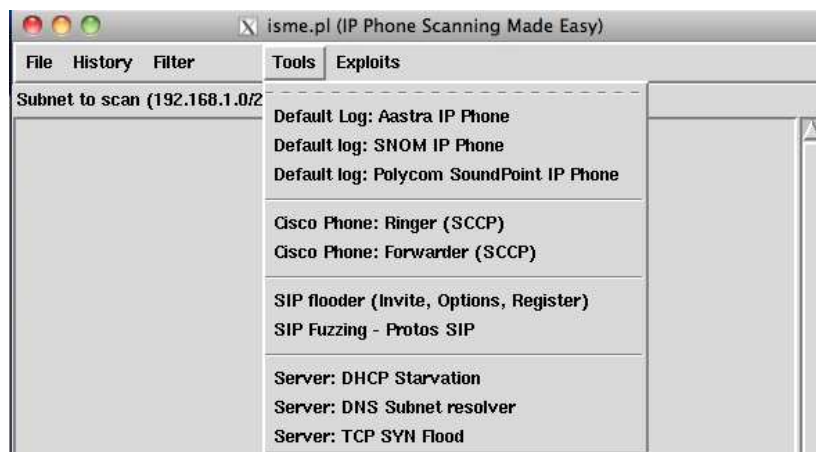 isme.pl (IP Phone Scanning Made Easy)
File History Filter Tools Exploits
Subnet to scan (192.168.1.0/2
Default Log: Aastra IP Phone
Default log: SNOM IP Phone
Default log: Polycom SoundPoint IP Phone
Cisco Phone: Ringer (SCCP)
Cisco Phone: Forwarder (SCCP)
SIP flooder (Invite, Options, Register)
SIP Fuzzing - Protos SIP
Server: DHCP Starvation
Server: DNS Subnet resolver
Server: TCP SYN Flood